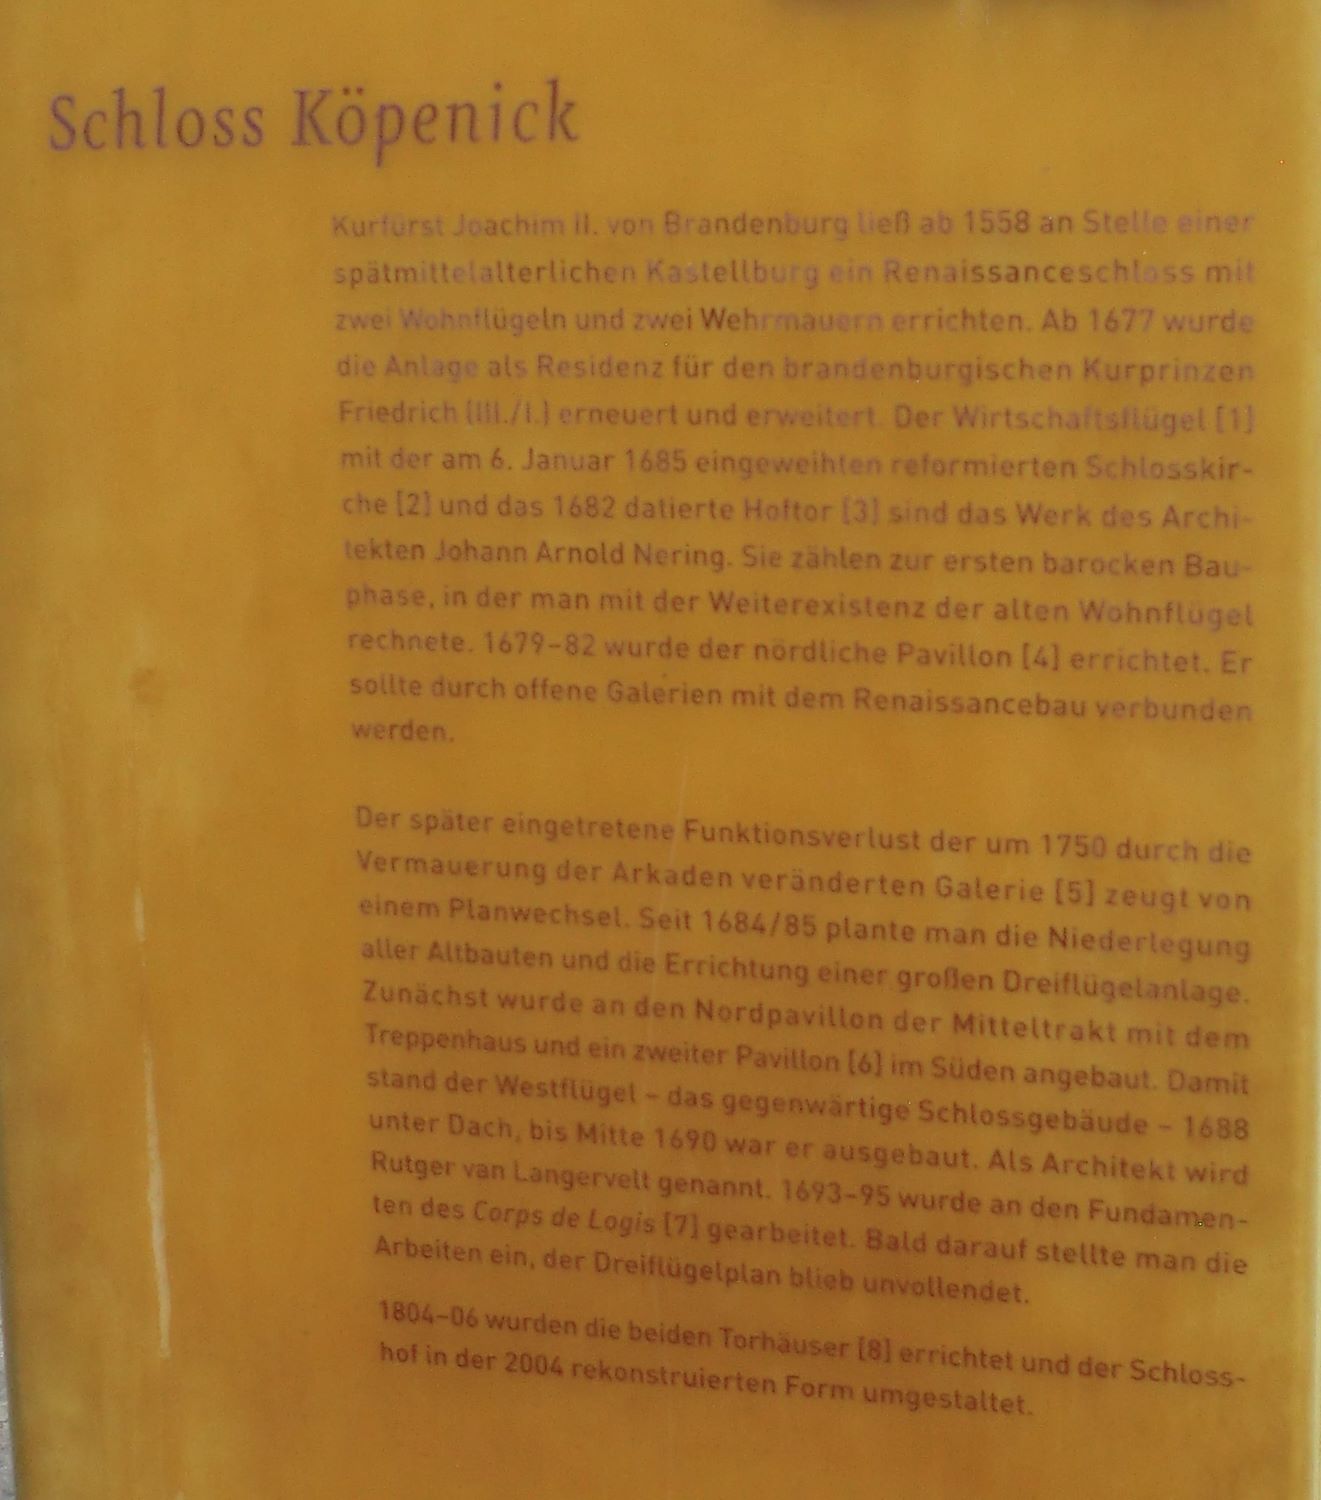 Schloss Köpenick
Kurfürst Joachim II. von Brandenburg ließ ab 1558 an Stelle einer
spätmittelalterlichen Kastellburg ein Renaissanceschloss mit
zwei Wohnflügeln und zwei Wehrmauern errichten. Ab 1677 wurde
die Anlage als Residenz für den brandenburgischen Kurprinzen
Friedrich (III./I.) erneuert und erweitert. Der Wirtschaftsflügel [1]
mit der am 6. Januar 1685 eingeweihten reformierten Schlosskir-
che [2] und das 1682 datierte Hoftor [3] sind das Werk des Archi-
tekten Johann Arnold Nering. Sie zählen zur ersten barocken Bau-
phase, in der man mit der Weiterexistenz der alten Wohnflügel
rechnete. 1679–82 wurde der nördliche Pavillon [4] errichtet. Er
sollte durch offene Galerien mit dem Renaissancebau verbunden
werden.
Der später eingetretene Funktionsverlust der um 1750 durch die
Vermauerung der Arkaden veränderten Galerie [5] zeugt von
einem Planwechsel. Seit 1684/85 plante man die Niederlegung
aller Altbauten und die Errichtung einer großen Dreiflügelanlage.
Zunächst wurde an den Nordpavillon der Mitteltrakt mit dem
Treppenhaus und ein zweiter Pavillon [6] im Süden angebaut. Damit
stand der Westflügel – das gegenwärtige Schlossgebäude – 1688
unter Dach, bis Mitte 1690 war er ausgebaut. Als Architekt wird
Rutger van Langervelt genannt. 1693–95 wurde an den Fundamen-
ten des Corps de Logis [7] gearbeitet. Bald darauf stellte man die
Arbeiten ein, der Dreiflügelplan blieb unvollendet.
1804–06 wurden die beiden Torhäuser [8] errichtet und der Schloss-
hof in der 2004 rekonstruierten Form umgestaltet.